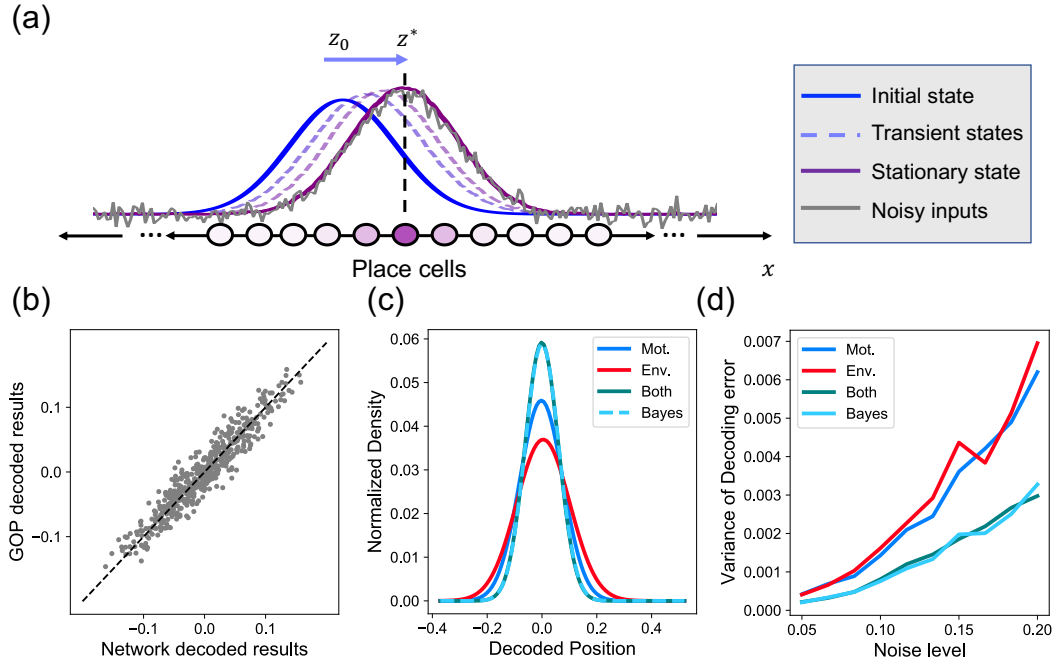 (a)
z₀
z*
Initial state
Transient states
Stationary state
Noisy inputs
...
...
Place cells
x
(b)
GOP decoded results
0.1
0.0
−0.1
−0.1
0.0
0.1
Network decoded results
(c)
Normalized Density
0.06
0.05
0.04
0.03
0.02
0.01
0.00
−0.4
−0.2
0.0
0.2
0.4
Decoded Position
Mot.
Env.
Both
Bayes
(d)
Variance of Decoding error
0.007
0.006
0.005
0.004
0.003
0.002
0.001
0.000
0.05
0.10
0.15
0.20
Noise level
Mot.
Env.
Both
Bayes